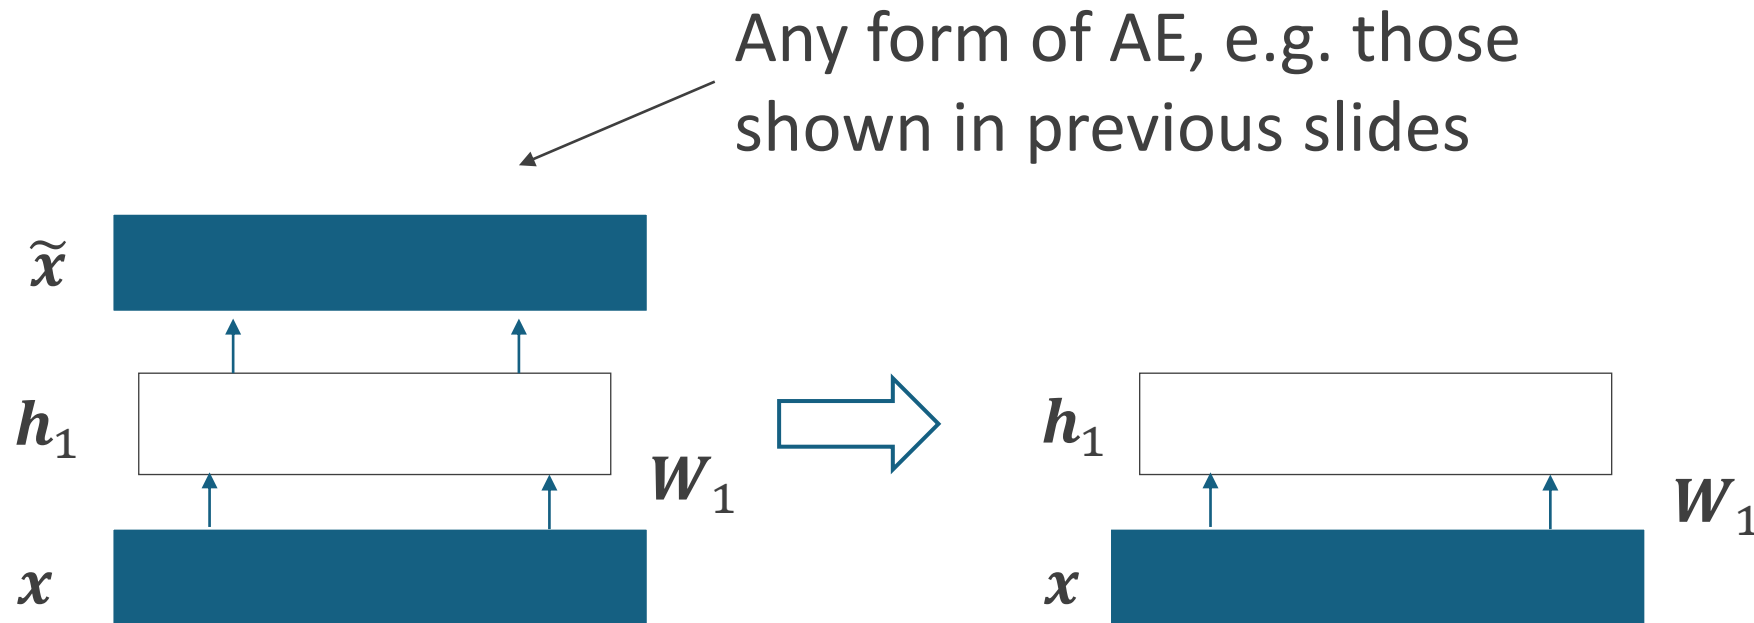 Any form of AE, e.g. those
shown in previous slides
x̃
h₁
h₁
W₁
W₁
x
x